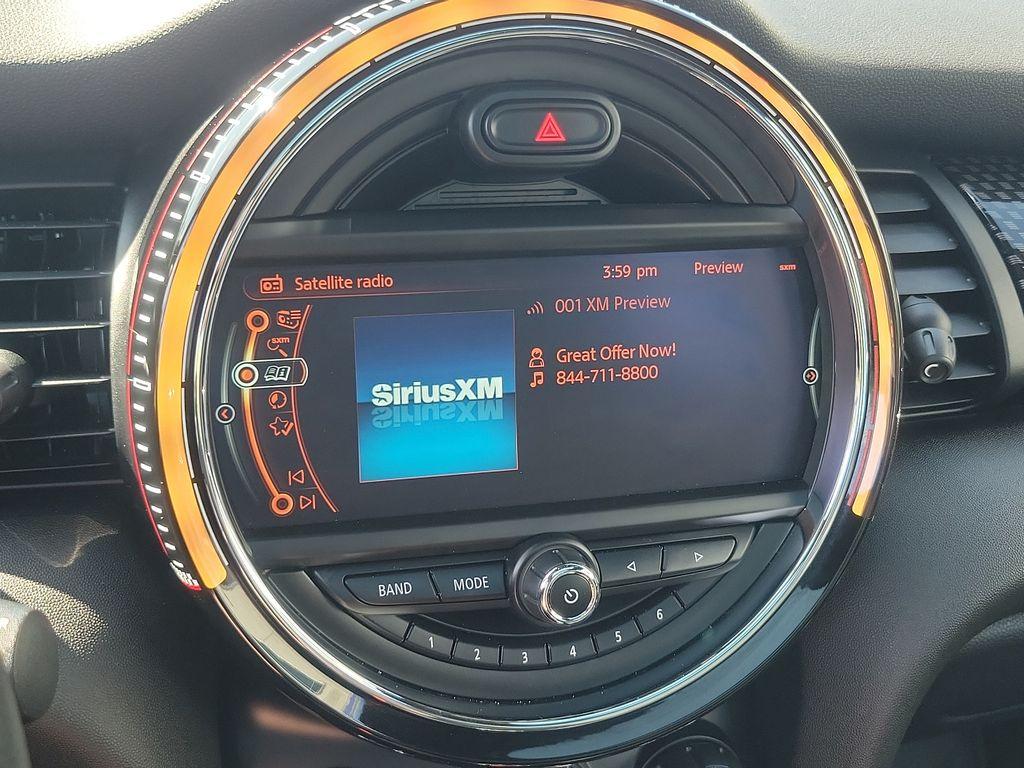 Satellite radio
3:59 pm
Preview
sxm
001 XM Preview
sxm
Great Offer Now!
844-711-8800
SiriusXM
BAND
MODE
1
2
3
4
5
6